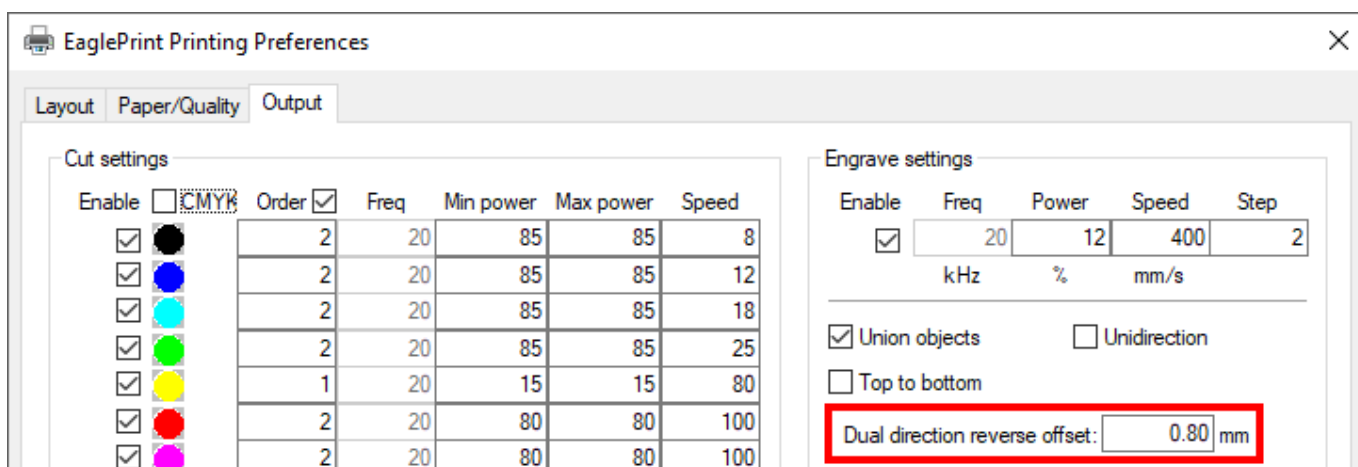 EaglePrint Printing Preferences
Layout Paper/Quality Output
Cut settings
Enable CMYK Order Freq Min power Max power Speed
2 20 85 85 8
2 20 85 85 12
2 20 85 85 18
2 20 85 85 25
1 20 15 15 80
2 20 80 80 100
2 20 80 80 100
Engrave settings
Enable Freq Power Speed Step
20 12 400 2
kHz % mm/s
Union objects Unidirection
Top to bottom
Dual direction reverse offset: 0.80 mm